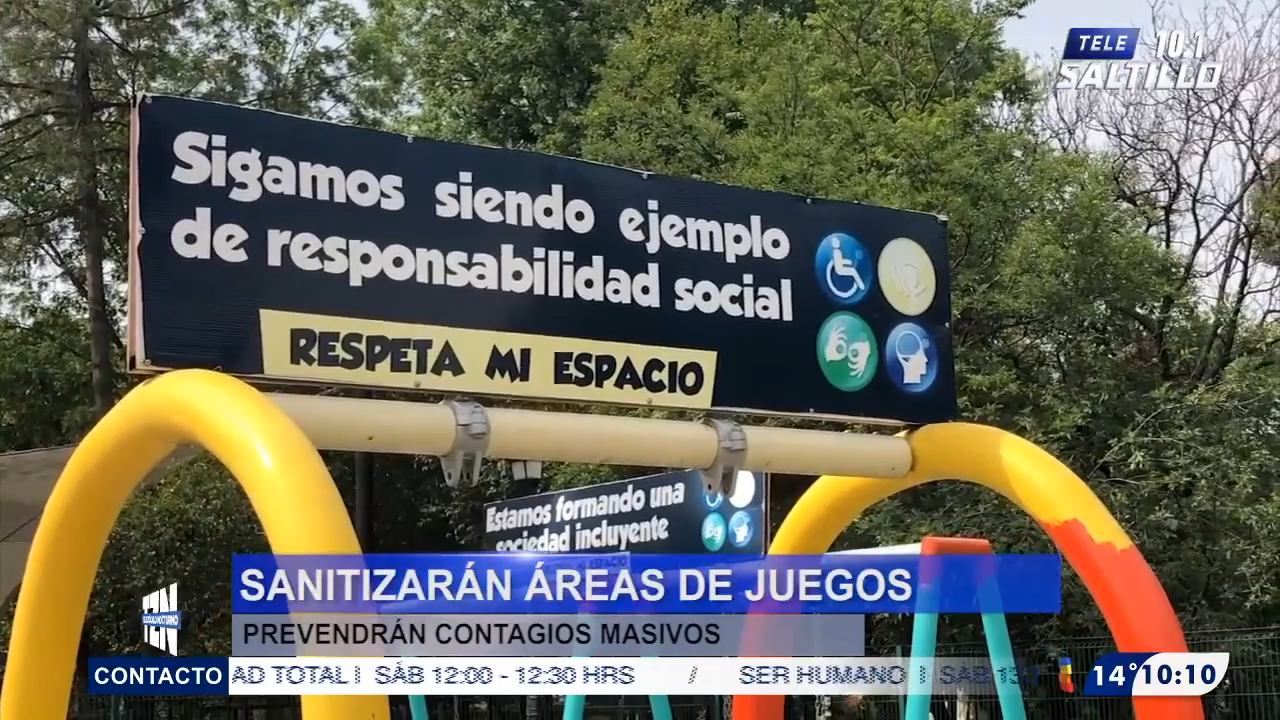 TELE 10.1
SALTILLO
Sigamos siendo ejemplo
de responsabilidad social
RESPETA MI ESPACIO
Estamos formando una
sociedad incluyente
SANITIZARÁN ÁREAS DE JUEGOS
PREVENDRÁN CONTAGIOS MASIVOS
CONTACTO AD TOTAL | SÁB 12:00 - 12:30 HRS / SER HUMANO | SÁB 14° 10:10